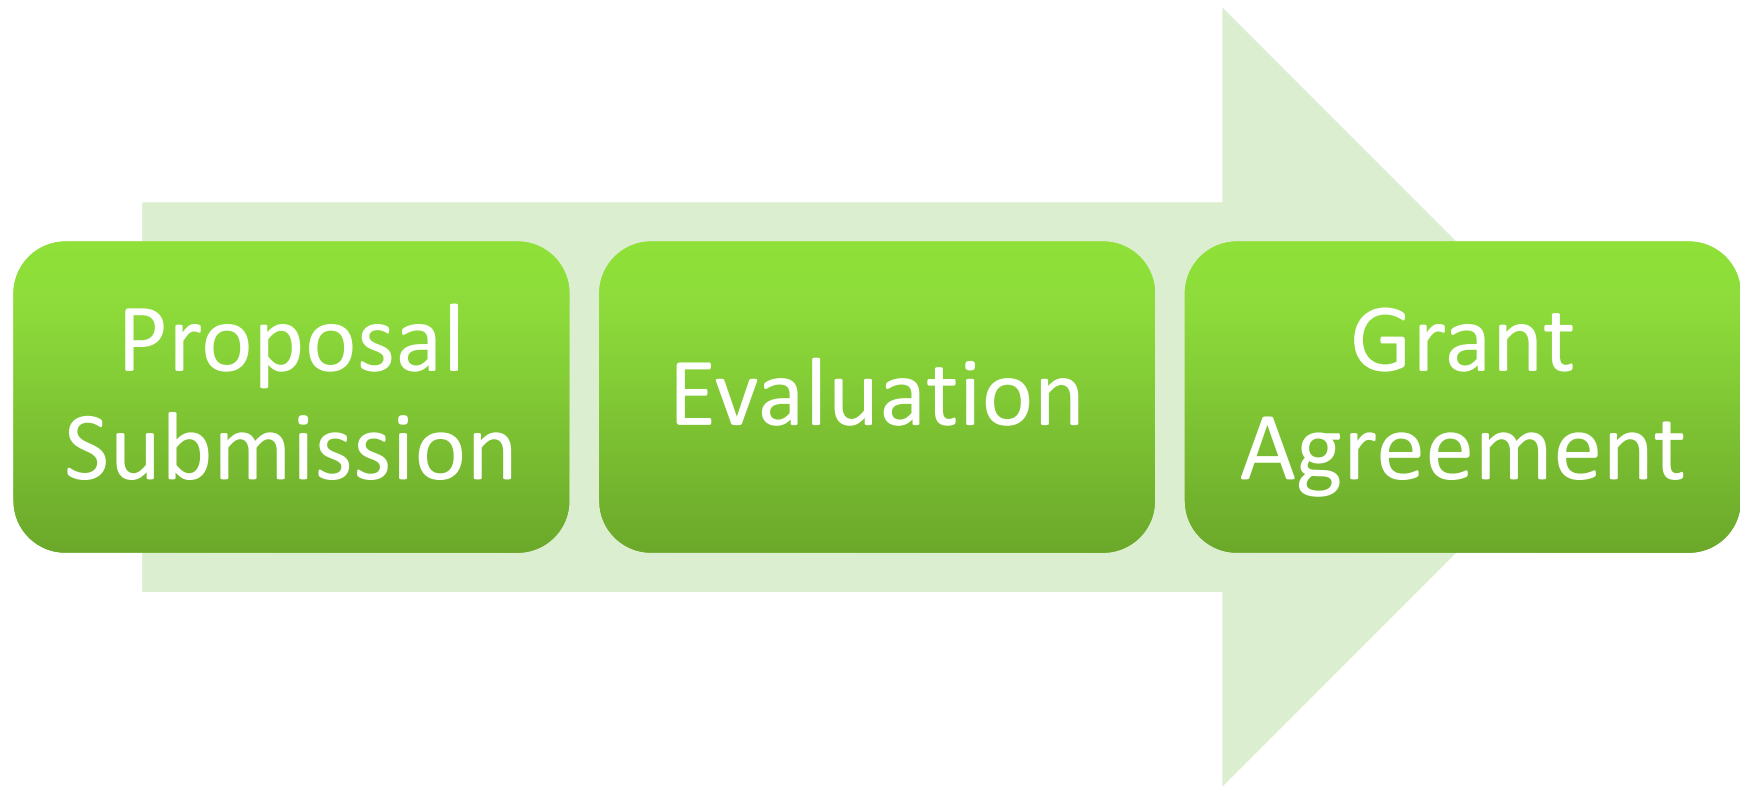 Proposal
Submission
Evaluation
Grant
Agreement